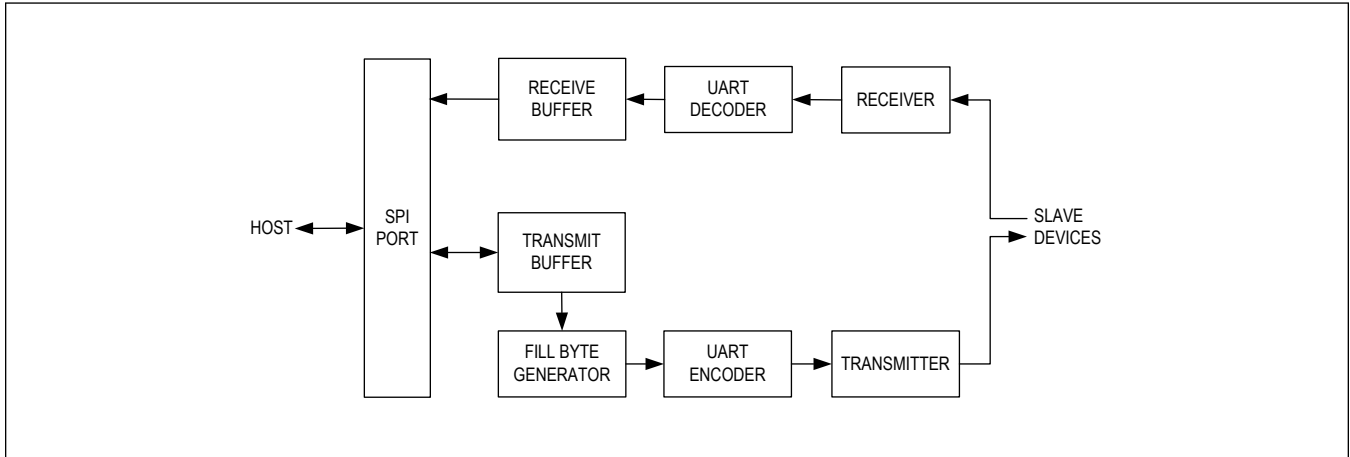 RECEIVE
BUFFER
UART
DECODER
RECEIVER
HOST
SPI
PORT
TRANSMIT
BUFFER
SLAVE
DEVICES
FILL BYTE
GENERATOR
UART
ENCODER
TRANSMITTER